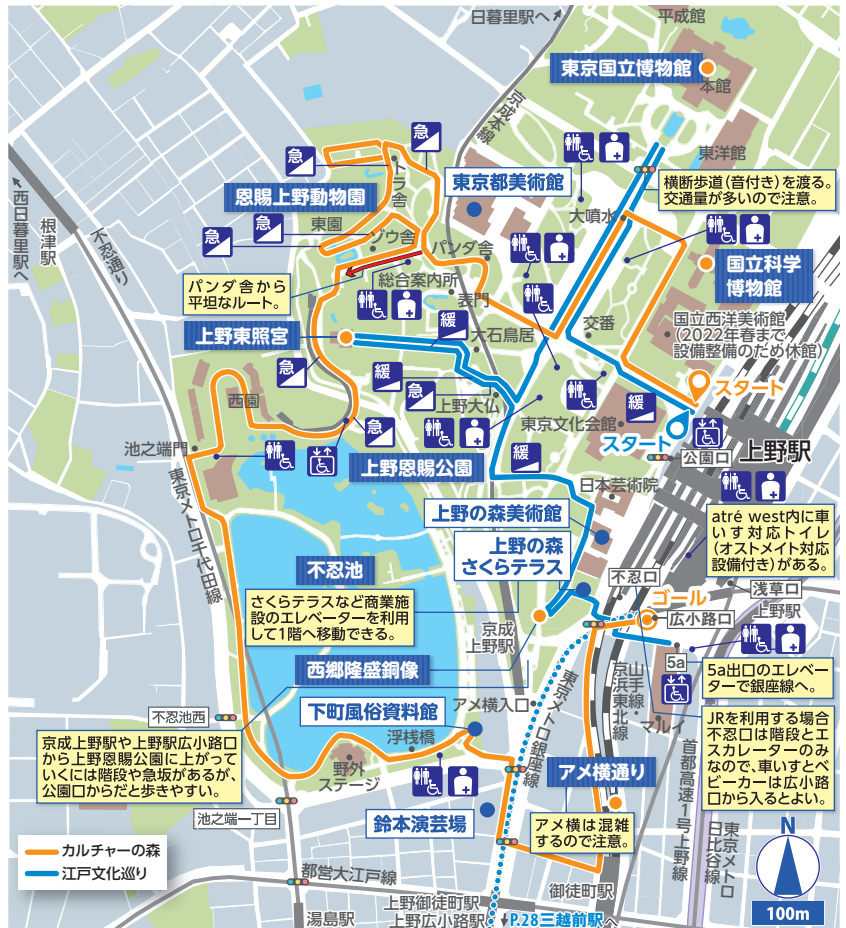 日暮里へ
平成館
東京国立博物館
本館
京成本線
東洋館
急
急
トラ舎
恩賜上野動物園
東京都美術館
横断歩道(音付き)を渡る。
交通量が多いので注意。
西日暮里へ
根津駅
不忍通り
東園
急
急
ゾウ舎
パンダ舎
大噴水
国立科学
博物館
パンダ舎から
平坦なルート。
総合案内所
表門
交番
国立西洋美術館
(2022年春まで
設備整備のため休館)
上野東照宮
緩
大石鳥居
急
緩
急
上野大仏
スタート
西園
東京文化会館
緩
スタート
池之端門
急
上野恩賜公園
緩
公園口
上野駅
東京メトロ千代田線
日本芸術院
上野の森美術館
atré west内に車
いす対応トイレ
(オストメイト対応
設備付き)がある。
上野の森
さくらテラス
不忍池
不忍口
浅草口
ゴール
さくらテラスなど商業施
設のエレベーターを利用
して1階へ移動できる。
広小路口
上野駅
京成
上野駅
5a
5a出口のエレベー
ターで銀座線へ。
西郷隆盛銅像
山手線・
京浜東北線
東京メトロ銀座線
アメ横入口
マルイ
不忍池西
下町風俗資料館
浮桟橋
JRを利用する場合
不忍口は階段とエ
スカレーターのみ
なので、車いすとベ
ビーカーは広小路
口から入るとよい。
京成上野駅や上野駅広小路口
から上野恩賜公園に上がって
いくには階段や急坂があるが、
公園口からだと歩きやすい。
野外
ステージ
アメ横通り
首都高速1号上野線
鈴本演芸場
アメ横は混雑
するので注意。
池之端一丁目
東京メトロ
日比谷線
N
カルチャーの森
江戸文化巡り
都営大江戸線
御徒町駅
100m
上野御徒町駅
湯島駅
上野広小路駅
P.28三越前駅へ